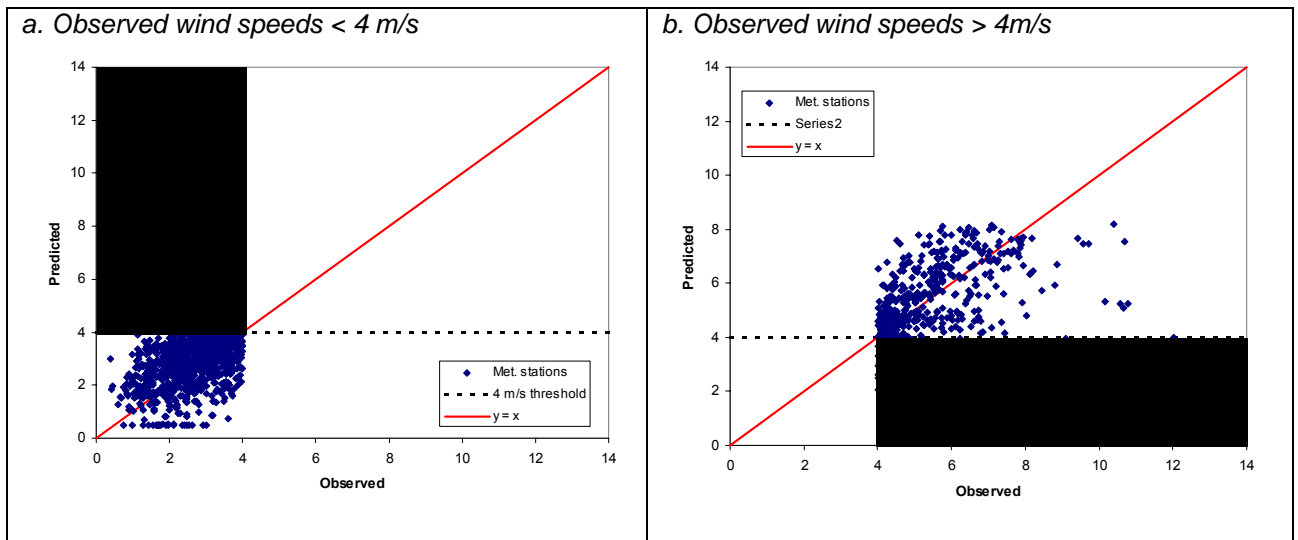 a. Observed wind speeds < 4 m/s
14
12
10
8
6
4
2
0
Predicted
Met. stations
4 m/s threshold
y = x
0 2 4 6 8 10 12 14
Observed
b. Observed wind speeds > 4m/s
14
12
10
8
6
4
2
0
Predicted
Met. stations
Series2
y = x
0 2 4 6 8 10 12 14
Observed